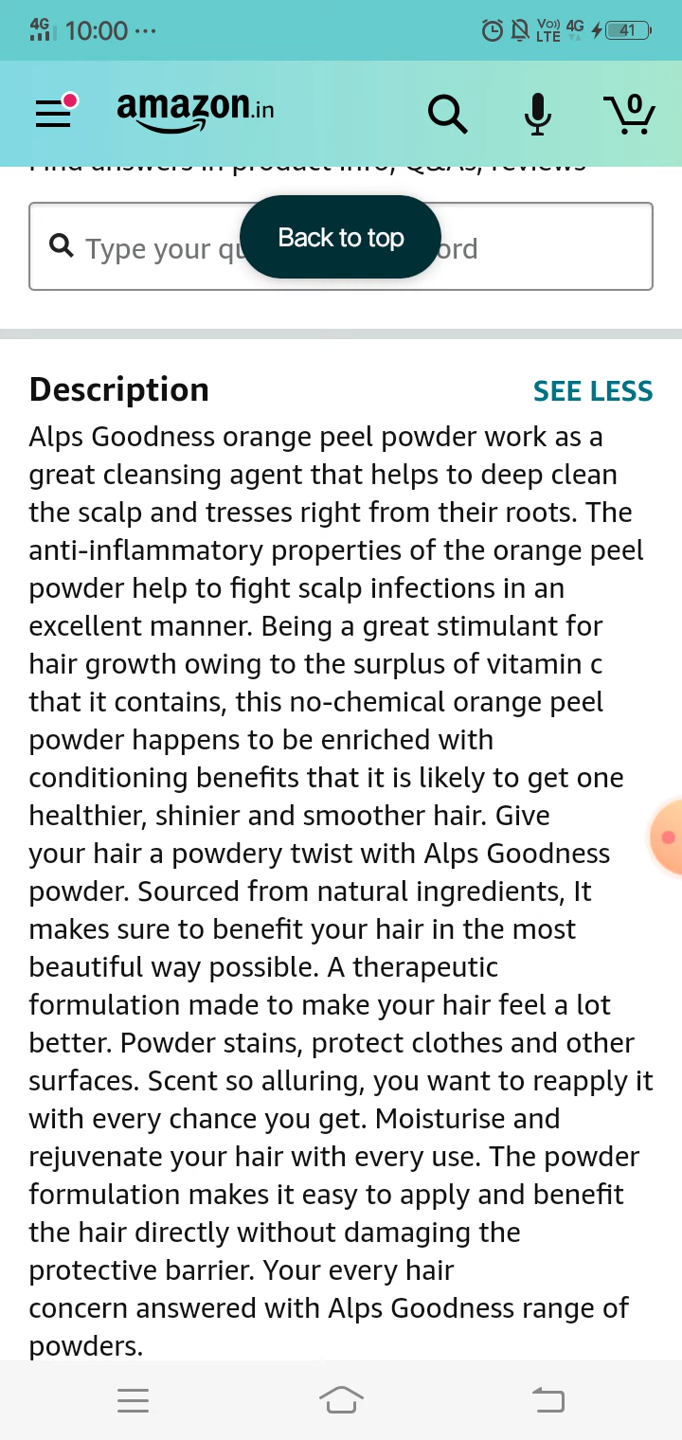 4G 10:00 ... Vo)) LTE 4G 41
amazon.in 0
Find answers in product info, Q&As, reviews
Type your qu ord
Back to top
Description SEE LESS
Alps Goodness orange peel powder work as a
great cleansing agent that helps to deep clean
the scalp and tresses right from their roots. The
anti-inflammatory properties of the orange peel
powder help to fight scalp infections in an
excellent manner. Being a great stimulant for
hair growth owing to the surplus of vitamin c
that it contains, this no-chemical orange peel
powder happens to be enriched with
conditioning benefits that it is likely to get one
healthier, shinier and smoother hair. Give
your hair a powdery twist with Alps Goodness
powder. Sourced from natural ingredients, It
makes sure to benefit your hair in the most
beautiful way possible. A therapeutic
formulation made to make your hair feel a lot
better. Powder stains, protect clothes and other
surfaces. Scent so alluring, you want to reapply it
with every chance you get. Moisturise and
rejuvenate your hair with every use. The powder
formulation makes it easy to apply and benefit
the hair directly without damaging the
protective barrier. Your every hair
concern answered with Alps Goodness range of
powders.